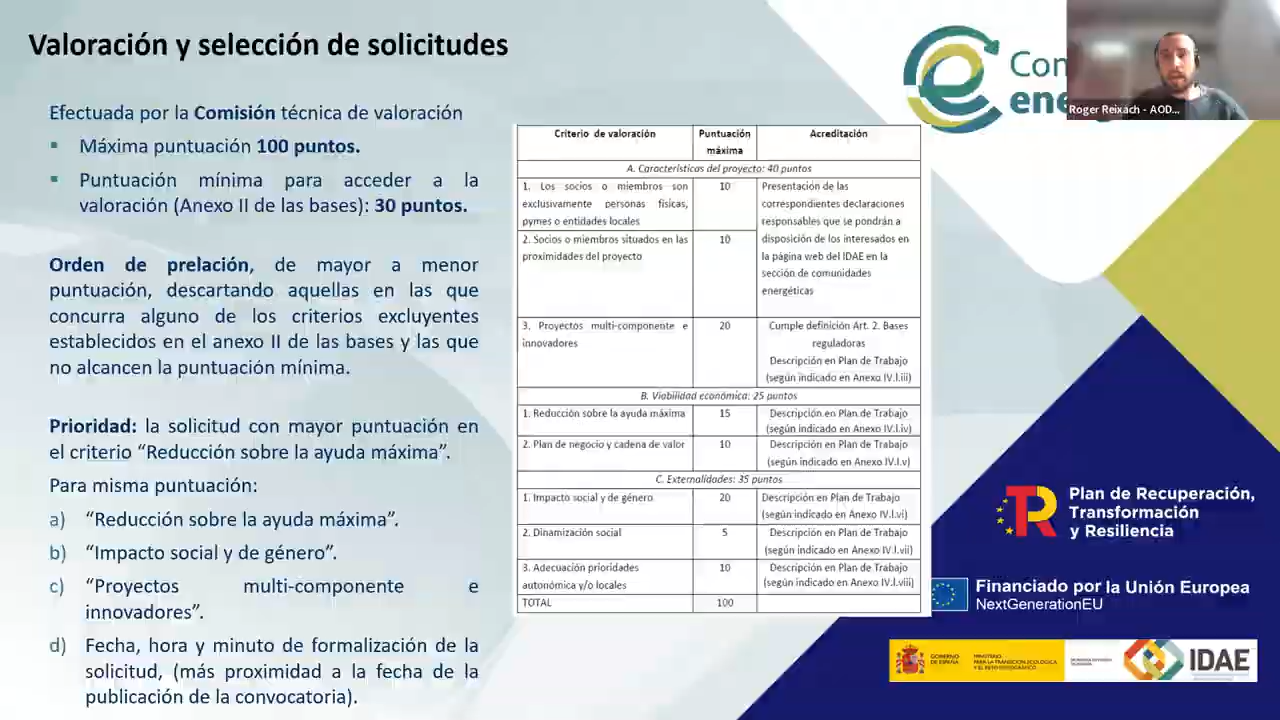 Valoración y selección de solicitudes
Efectuada por la Comisión técnica de valoración
Máxima puntuación 100 puntos.
Puntuación mínima para acceder a la
valoración (Anexo II de las bases): 30 puntos.
Orden de prelación, de mayor a menor
puntuación, descartando aquellas en las que
concurra alguno de los criterios excluyentes
establecidos en el anexo II de las bases y las que
no alcancen la puntuación mínima.
Prioridad: la solicitud con mayor puntuación en
el criterio “Reducción sobre la ayuda máxima”.
Para misma puntuación:
a) “Reducción sobre la ayuda máxima”.
b) “Impacto social y de género”.
c) “Proyectos multi-componente e
innovadores”.
d) Fecha, hora y minuto de formalización de la
solicitud, (más proximidad a la fecha de la
publicación de la convocatoria).
Criterio de valoración Puntuación máxima Acreditación
A. Características del proyecto: 40 puntos
1. Los socios o miembros son
exclusivamente personas físicas,
pymes o entidades locales
10
Presentación de las
correspondientes declaraciones
responsables que se pondrán a
disposición de los interesados en
la página web del IDAE en la
sección de comunidades
energéticas
2. Socios o miembros situados en las
proximidades del proyecto
10
3. Proyectos multi-componente e
innovadores
20
Cumple definición Art. 2. Bases
reguladoras
Descripción en Plan de Trabajo
(según indicado en Anexo IV.I.iii)
B. Viabilidad económica: 25 puntos
1. Reducción sobre la ayuda máxima 15 Descripción en Plan de Trabajo
(según indicado en Anexo IV.I.iv)
2. Plan de negocio y cadena de valor 10 Descripción en Plan de Trabajo
(según indicado en Anexo IV.I.v)
C. Externalidades: 35 puntos
1. Impacto social y de género 20 Descripción en Plan de Trabajo
(según indicado en Anexo IV.I.vi)
2. Dinamización social 5 Descripción en Plan de Trabajo
(según indicado en Anexo IV.I.vii)
3. Adecuación prioridades
autonómica y/o locales
10
Descripción en Plan de Trabajo
(según indicado en Anexo IV.I.viii)
TOTAL 100
Com
ene
Roger Reixach - AOD...
Plan de Recuperación,
Transformación
y Resiliencia
Financiado por la Unión Europea
NextGenerationEU
GOBIERNO
DE ESPAÑA
MINISTERIO
PARA LA TRANSICIÓN ECOLÓGICA
Y EL RETO DEMOGRÁFICO
IDAE